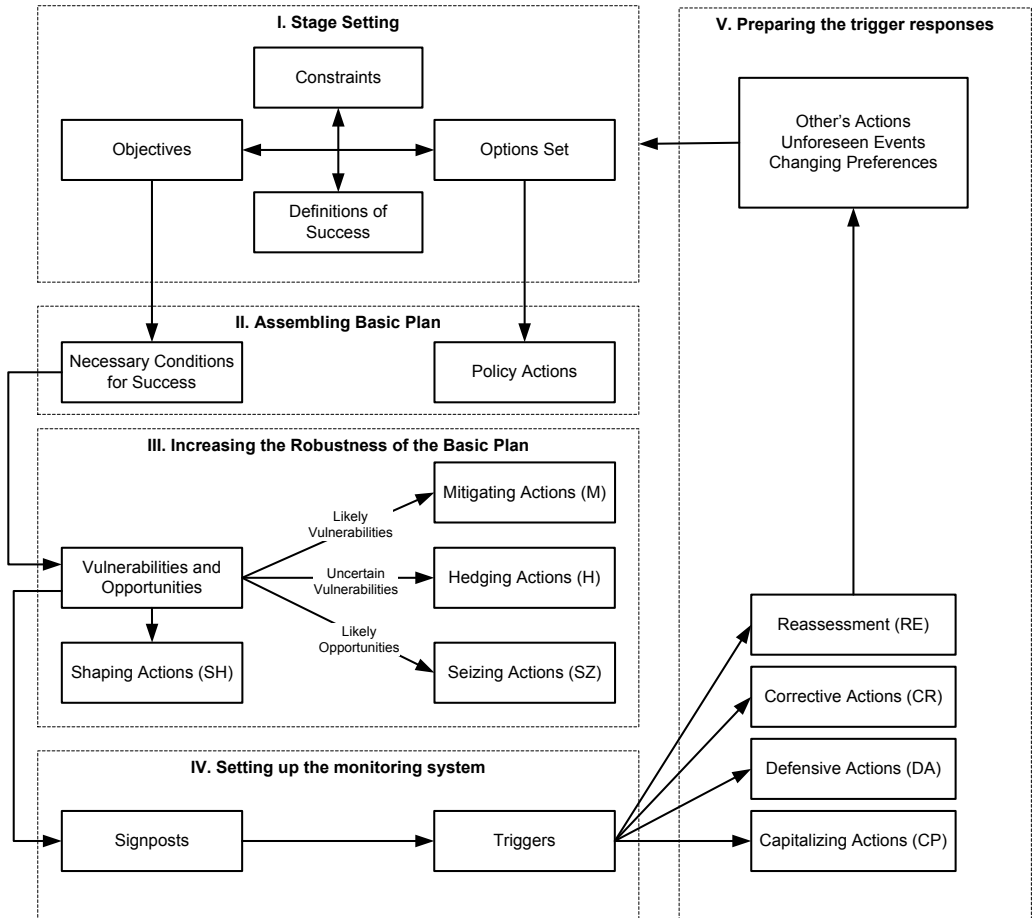 I. Stage Setting
Constraints
Objectives
Options Set
Definitions of
Success
II. Assembling Basic Plan
Necessary Conditions
for Success
Policy Actions
III. Increasing the Robustness of the Basic Plan
Mitigating Actions (M)
Likely
Vulnerabilities
Vulnerabilities and
Opportunities
Uncertain
Vulnerabilities
Hedging Actions (H)
Likely
Opportunities
Shaping Actions (SH)
Seizing Actions (SZ)
IV. Setting up the monitoring system
Signposts
Triggers
V. Preparing the trigger responses
Other’s Actions
Unforeseen Events
Changing Preferences
Reassessment (RE)
Corrective Actions (CR)
Defensive Actions (DA)
Capitalizing Actions (CP)